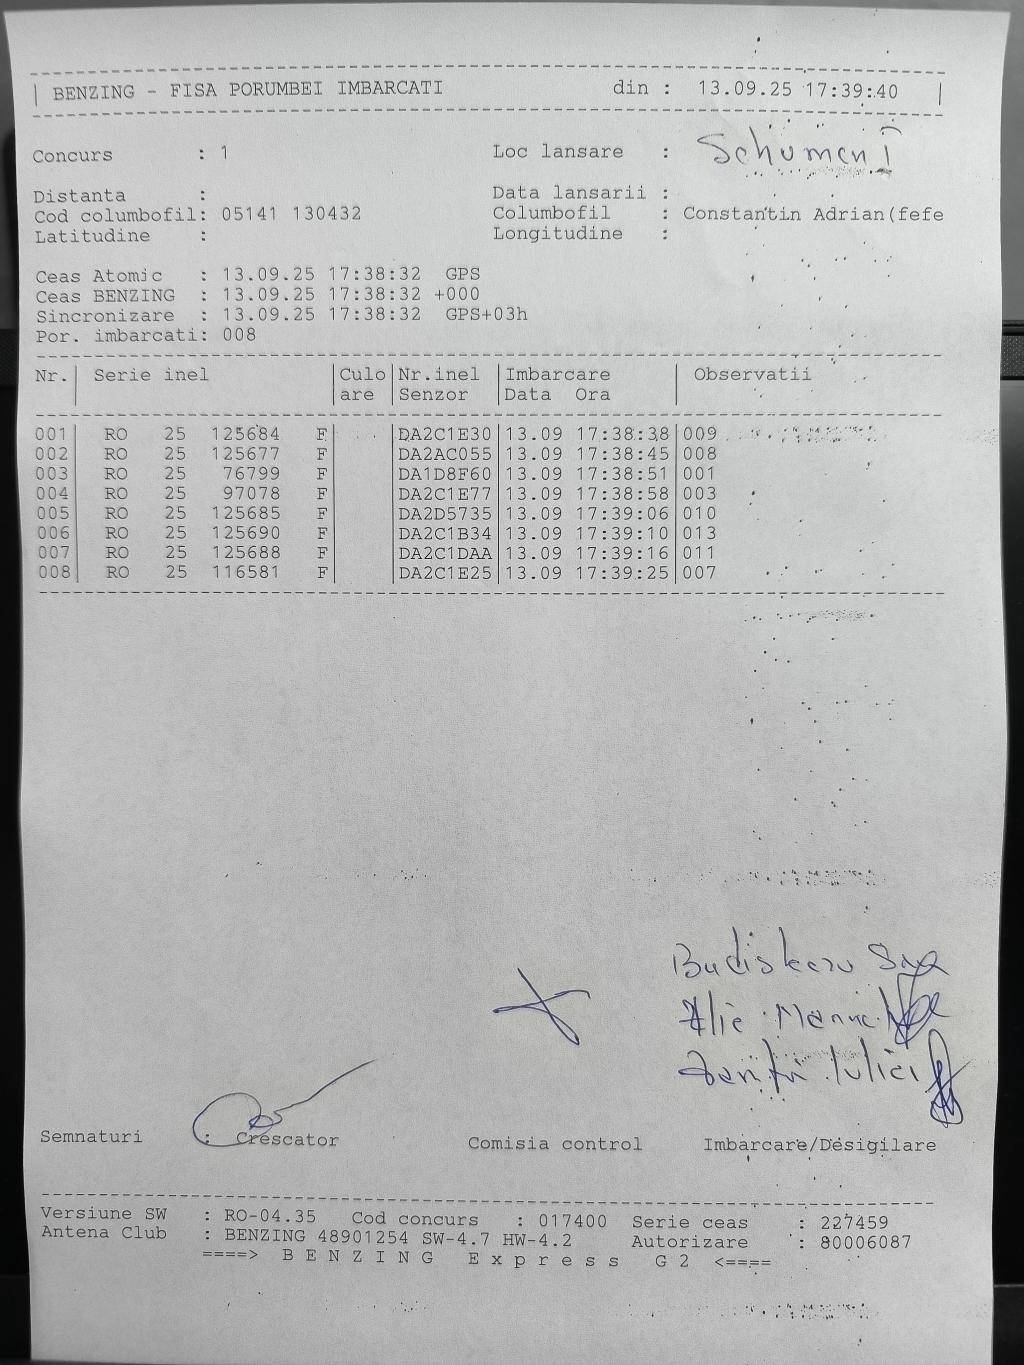 BENZING - FISA PORUMBEI IMBARCATI din : 13.09.25 17:39:40
Concurs : 1 Loc lansare : Schumen I
Distanta : Data lansarii :
Cod columbofil: 05141 130432 Columbofil : Constantin Adrian(fefe
Latitudine : Longitudine :
Ceas Atomic : 13.09.25 17:38:32 GPS
Ceas BENZING : 13.09.25 17:38:32 +000
Sincronizare : 13.09.25 17:38:32 GPS+03h
Por. imbarcati: 008
Nr. Serie inel Culo Nr.inel Imbarcare Observatii
are Senzor Data Ora
001 RO 25 125684 F DA2C1E30 13.09 17:38:38 009
002 RO 25 125677 F DA2AC055 13.09 17:38:45 008
003 RO 25 76799 F DA1D8F60 13.09 17:38:51 001
004 RO 25 97078 F DA2C1E77 13.09 17:38:58 003
005 RO 25 125685 F DA2D5735 13.09 17:39:06 010
006 RO 25 125690 F DA2C1B34 13.09 17:39:10 013
007 RO 25 125688 F DA2C1DAA 13.09 17:39:16 011
008 RO 25 116581 F DA2C1E25 13.09 17:39:25 007
Ilie Manuel
Semnaturi : Crescator Comisia control Imbarcare/Desigilare
Versiune SW : RO-04.35 Cod concurs : 017400 Serie ceas : 227459
Antena Club : BENZING 48901254 SW-4.7 HW-4.2 Autorizare : 80006087
====> B E N Z I N G E x p r e s s G 2 <====